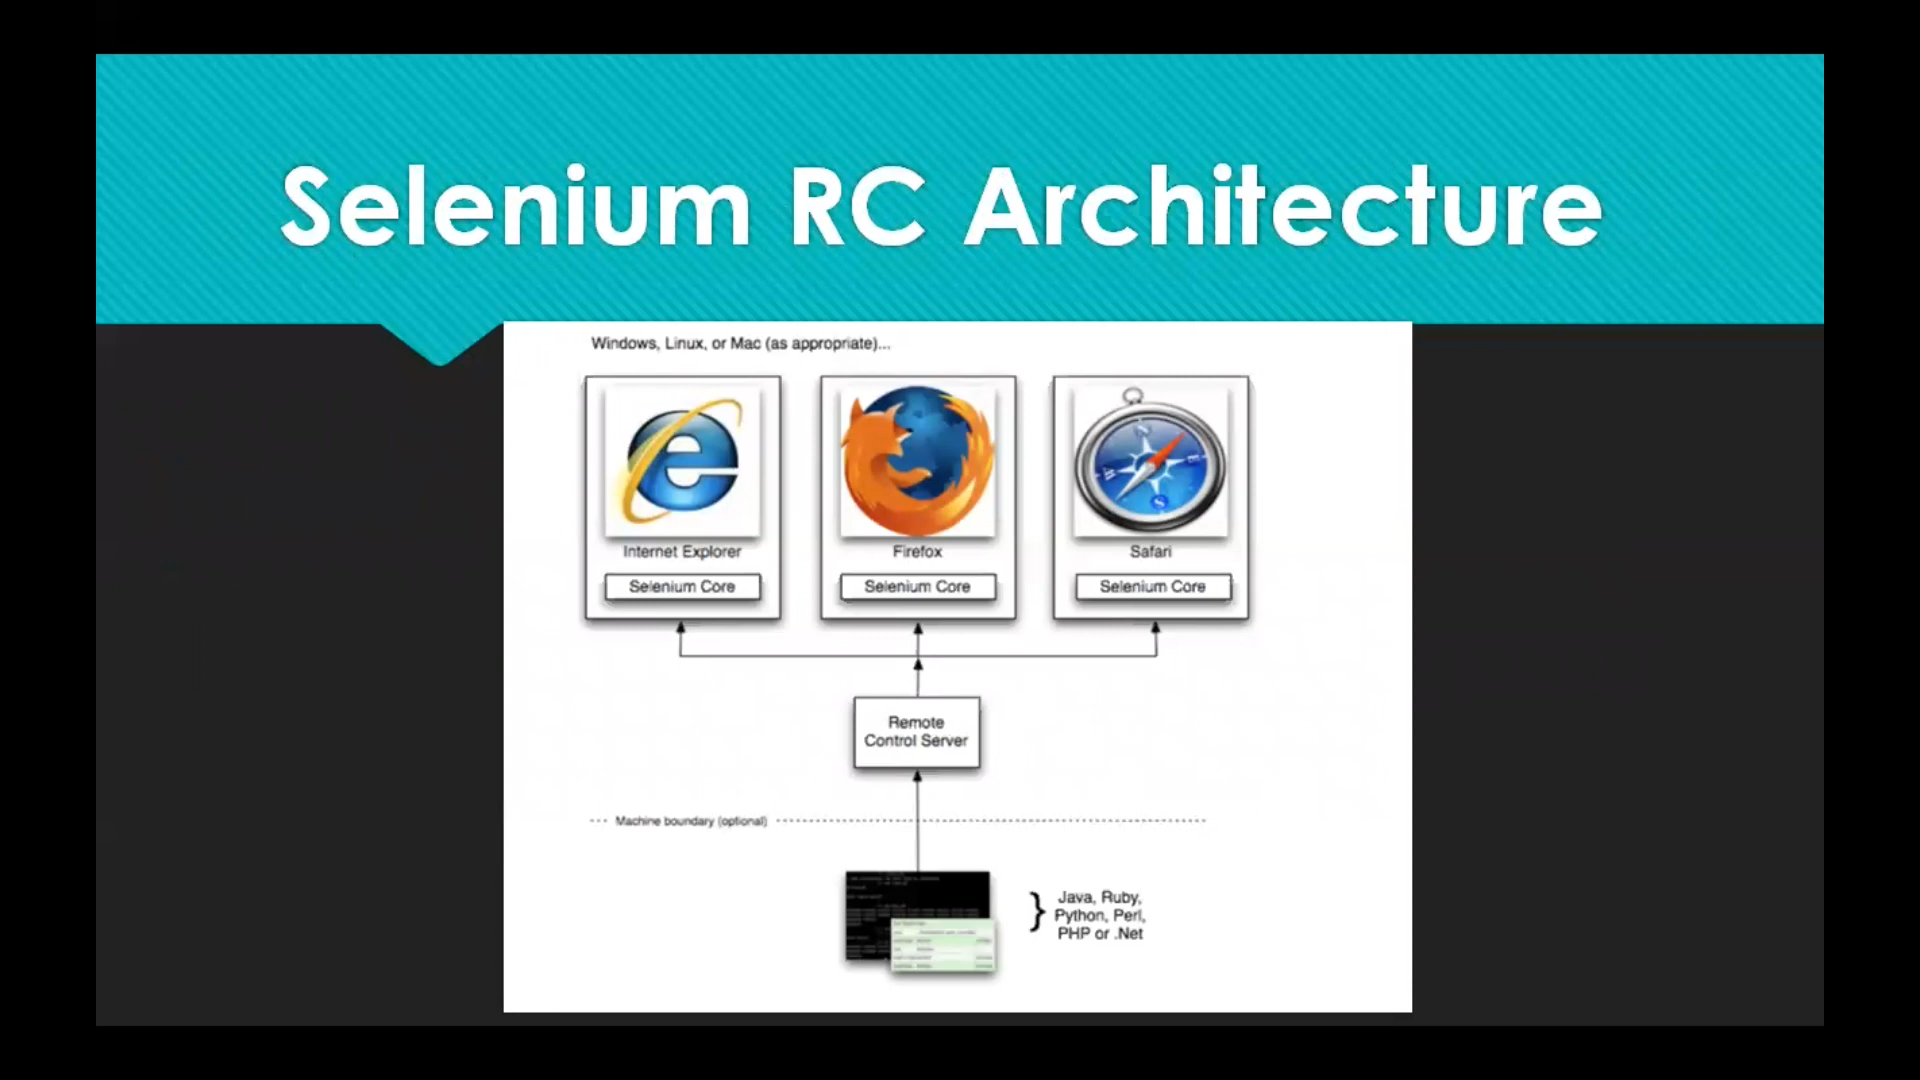 Selenium RC Architecture
Windows, Linux, or Mac (as appropriate)...
Internet Explorer
Firefox
Safari
Selenium Core
Selenium Core
Selenium Core
Remote
Control Server
Machine boundary (optional)
Java, Ruby,
Python, Perl,
PHP or .Net